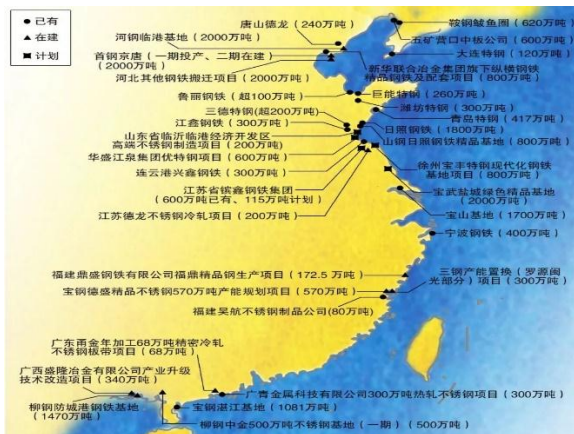 已有
在建
计划
唐山德龙（240万吨）
河钢临港基地（2000万吨）
首钢京唐（一期投产、二期在建）
（2000万吨）
河北其他钢铁搬迁项目（2000万吨）
鞍钢鲅鱼圈（620万吨）
五矿营口中板公司（600万吨）
大连特钢（120万吨）
新华联合冶金集团旗下纵横钢铁
精品钢铁及配套项目（800万吨）
鲁丽钢铁（超100万吨）
巨能特钢（260万吨）
潍坊特钢（300万吨）
青岛特钢（417万吨）
三德特钢（超200万吨）
江鑫钢铁（300万吨）
日照钢铁（1800万吨）
山东省临沂临港经济开发区
高端不锈钢制造项目（200万吨）
山钢日照钢铁精品基地（800万吨）
华盛江泉集团优特钢项目（600万吨）
徐州宝丰特钢现代化钢铁
基地项目（800万吨）
连云港兴鑫钢铁（300万吨）
江苏省镔鑫钢铁集团
（600万吨已有、115万吨计划）
宝武盐城绿色精品基地
（2000万吨）
江苏德龙不锈钢冷轧项目（200万吨）
宝山基地（1700万吨）
宁波钢铁（400万吨）
福建鼎盛钢铁有限公司福鼎精品钢生产项目（172.5万吨）
三钢产能置换（罗源闽
光部分）项目（300万吨）
宝钢德盛精品不锈钢570万吨产能规划项目（570万吨）
福建吴航不锈钢制品公司（80万吨）
广东甬金年加工68万吨精密冷轧
不锈钢板带项目（68万吨）
广西盛隆冶金有限公司产业升级
技术改造项目（340万吨）
广青金属科技有限公司300万吨热轧不锈钢项目（300万吨）
柳钢防城港钢铁基地
（1470万吨）
宝钢湛江基地（1081万吨）
柳钢中金500万吨不锈钢基地（一期）（500万吨）